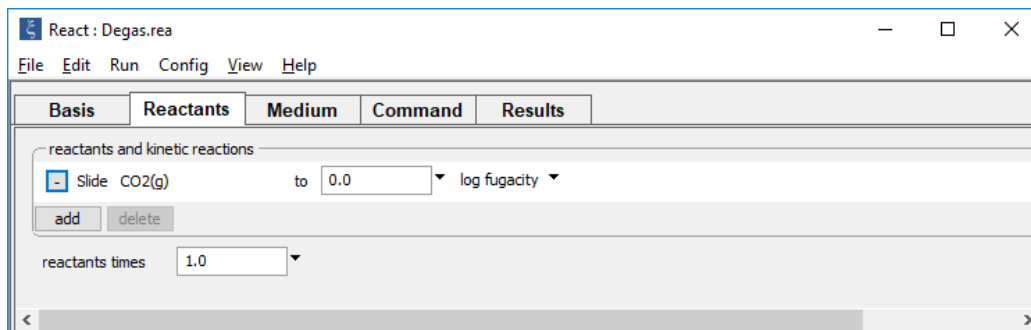 React : Degas.rea
File Edit Run Config View Help
Basis Reactants Medium Command Results
reactants and kinetic reactions
- Slide CO2(g) to 0.0 log fugacity
add delete
reactants times 1.0